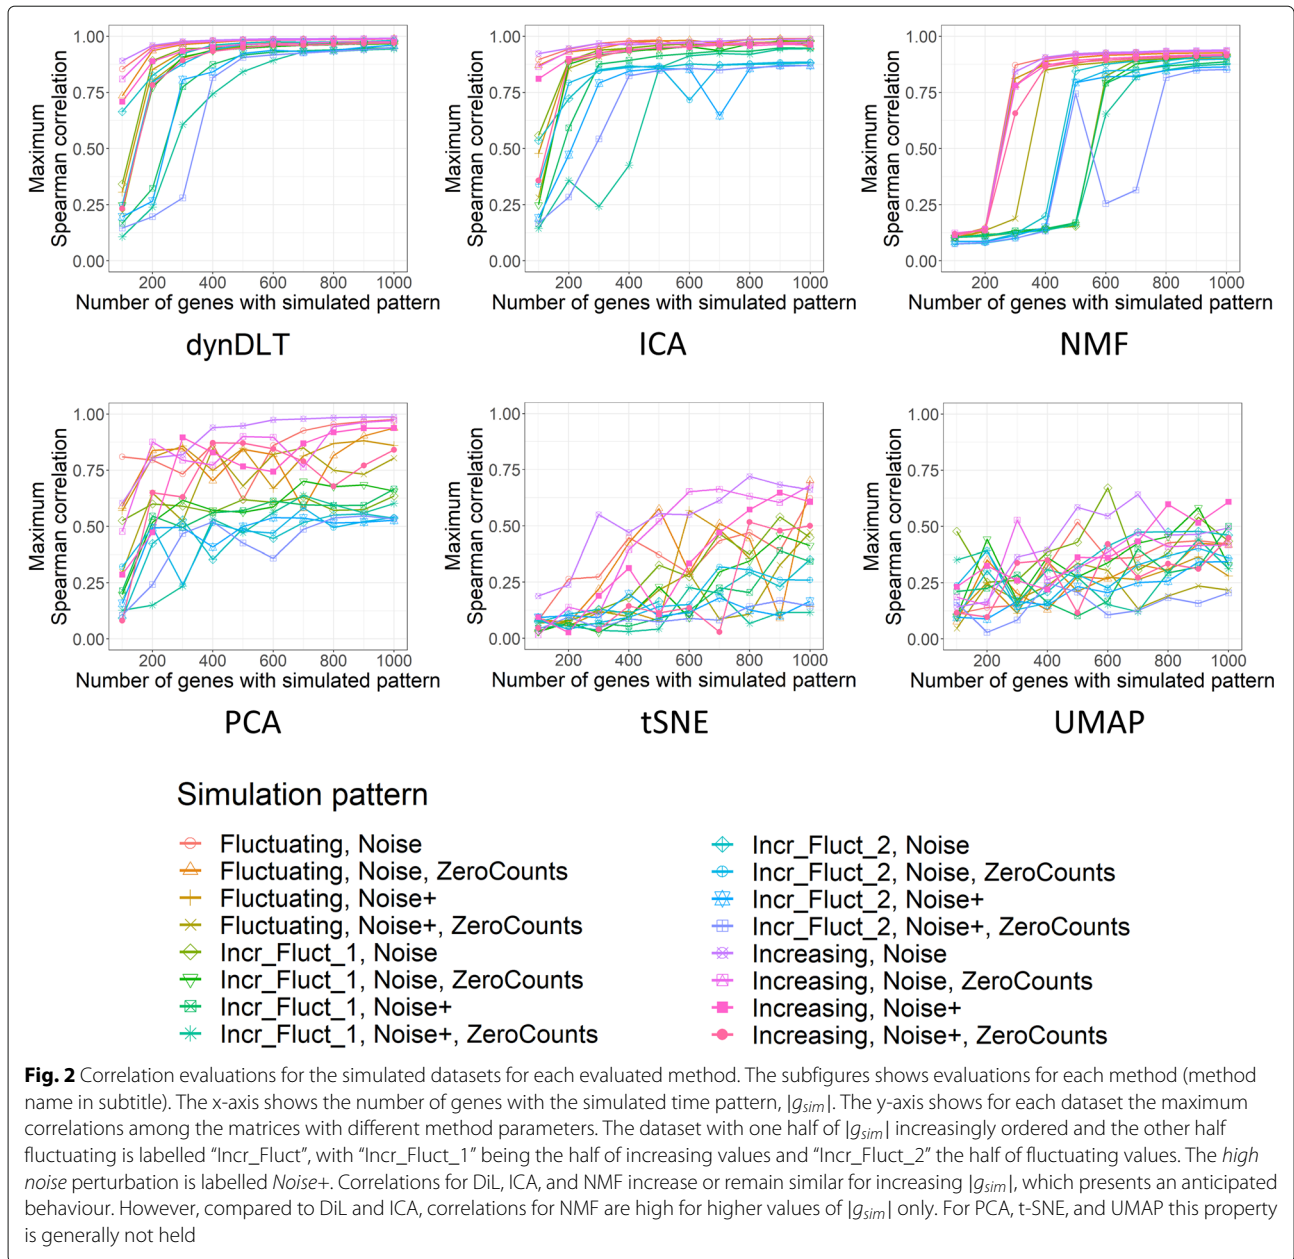 1.00
0.75
0.50
0.25
0.00
Maximum
Spearman correlation
200 400 600 800 1000
Number of genes with simulated pattern
dynDLT
1.00
0.75
0.50
0.25
0.00
Maximum
Spearman correlation
200 400 600 800 1000
Number of genes with simulated pattern
ICA
1.00
0.75
0.50
0.25
0.00
Maximum
Spearman correlation
200 400 600 800 1000
Number of genes with simulated pattern
NMF
1.00
0.75
0.50
0.25
0.00
Maximum
Spearman correlation
200 400 600 800 1000
Number of genes with simulated pattern
PCA
1.00
0.75
0.50
0.25
0.00
Maximum
Spearman correlation
200 400 600 800 1000
Number of genes with simulated pattern
tSNE
1.00
0.75
0.50
0.25
0.00
Maximum
Spearman correlation
200 400 600 800 1000
Number of genes with simulated pattern
UMAP
Simulation pattern
Fluctuating, Noise
Fluctuating, Noise, ZeroCounts
Fluctuating, Noise+
Fluctuating, Noise+, ZeroCounts
Incr_Fluct_1, Noise
Incr_Fluct_1, Noise, ZeroCounts
Incr_Fluct_1, Noise+
Incr_Fluct_1, Noise+, ZeroCounts
Incr_Fluct_2, Noise
Incr_Fluct_2, Noise, ZeroCounts
Incr_Fluct_2, Noise+
Incr_Fluct_2, Noise+, ZeroCounts
Increasing, Noise
Increasing, Noise, ZeroCounts
Increasing, Noise+
Increasing, Noise+, ZeroCounts
Fig. 2 Correlation evaluations for the simulated datasets for each evaluated method. The subfigures shows evaluations for each method (method
name in subtitle). The x-axis shows the number of genes with the simulated time pattern, |g_sim|. The y-axis shows for each dataset the maximum
correlations among the matrices with different method parameters. The dataset with one half of |g_sim| increasingly ordered and the other half
fluctuating is labelled “Incr_Fluct”, with “Incr_Fluct_1” being the half of increasing values and “Incr_Fluct_2” the half of fluctuating values. The high
noise perturbation is labelled Noise+. Correlations for DiL, ICA, and NMF increase or remain similar for increasing |g_sim|, which presents an anticipated
behaviour. However, compared to DiL and ICA, correlations for NMF are high for higher values of |g_sim| only. For PCA, t-SNE, and UMAP this property
is generally not held